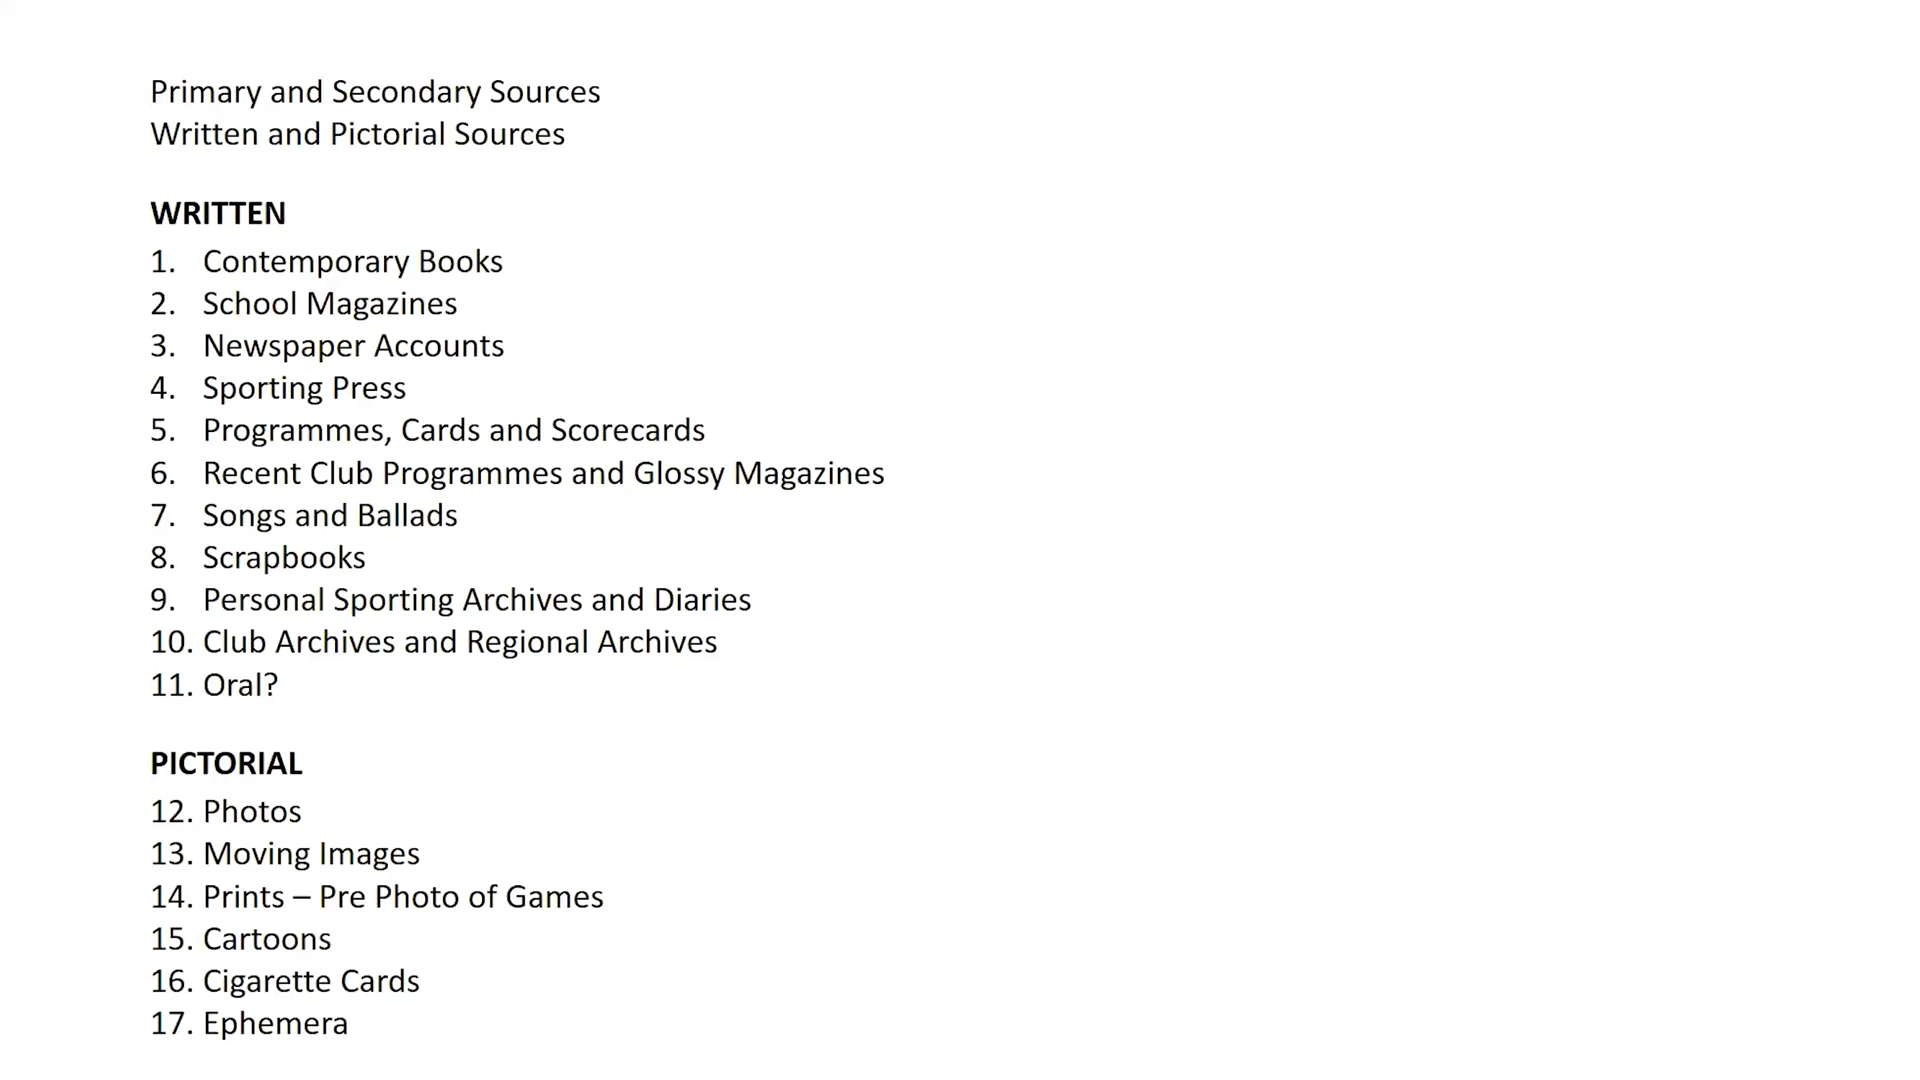 Primary and Secondary Sources
Written and Pictorial Sources
WRITTEN
1. Contemporary Books
2. School Magazines
3. Newspaper Accounts
4. Sporting Press
5. Programmes, Cards and Scorecards
6. Recent Club Programmes and Glossy Magazines
7. Songs and Ballads
8. Scrapbooks
9. Personal Sporting Archives and Diaries
10. Club Archives and Regional Archives
11. Oral?
PICTORIAL
12. Photos
13. Moving Images
14. Prints – Pre Photo of Games
15. Cartoons
16. Cigarette Cards
17. Ephemera